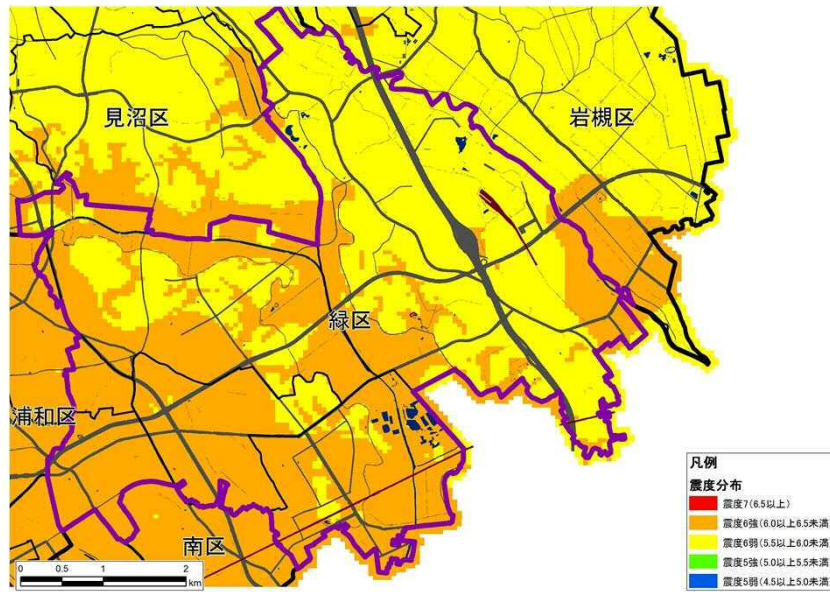 見沼区
岩槻区
緑区
浦和区
南区
0 0.5 1 2
km
凡例
震度分布
震度7(6.5以上)
震度6強(6.0以上6.5未満)
震度6弱(5.5以上6.0未満)
震度5強(5.0以上5.5未満)
震度5弱(4.5以上5.0未満)